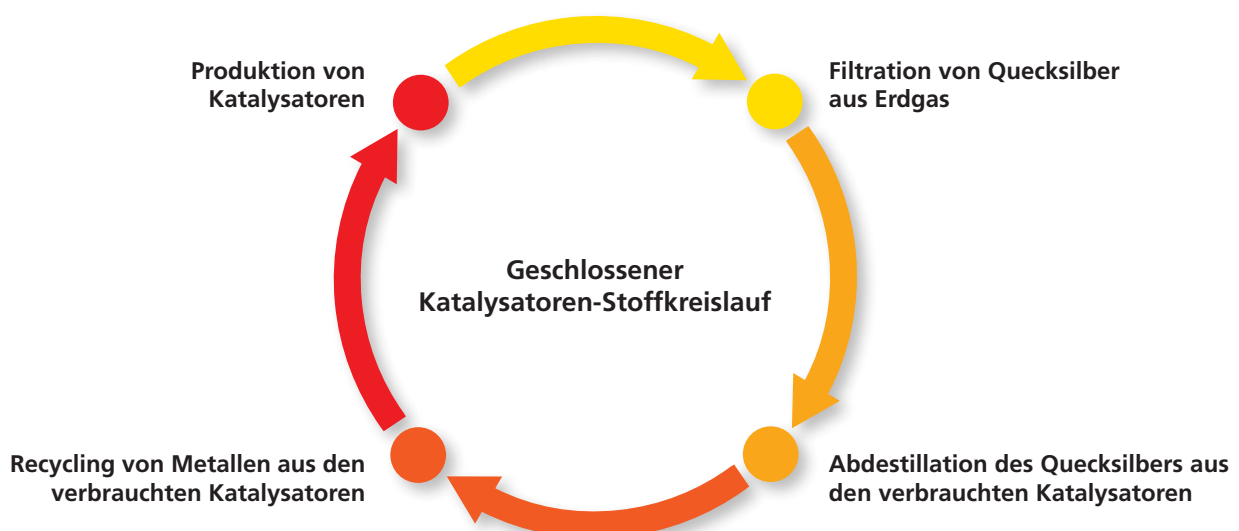 Produktion von
Katalysatoren
Filtration von Quecksilber
aus Erdgas
Geschlossener
Katalysatoren-Stoffkreislauf
Recycling von Metallen aus den
verbrauchten Katalysatoren
Abdestillation des Quecksilbers aus
den verbrauchten Katalysatoren